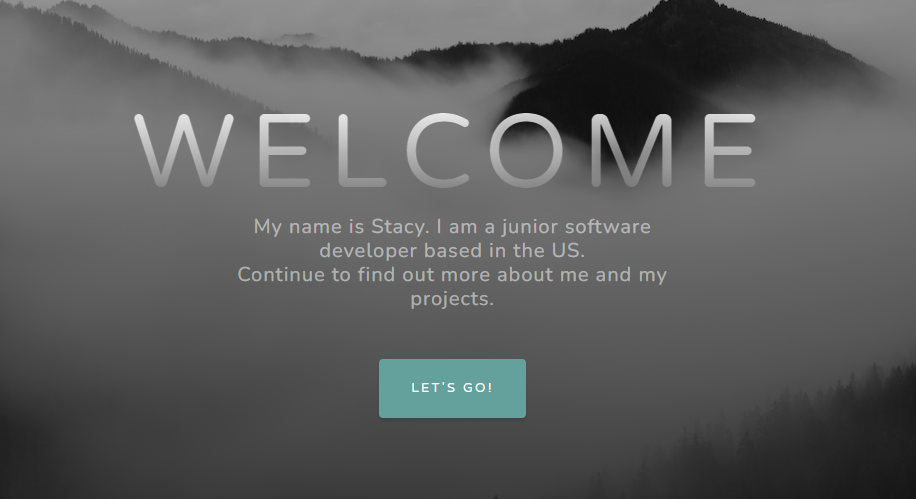 WELCOME
My name is Stacy. I am a junior software
developer based in the US.
Continue to find out more about me and my
projects.
LET'S GO!